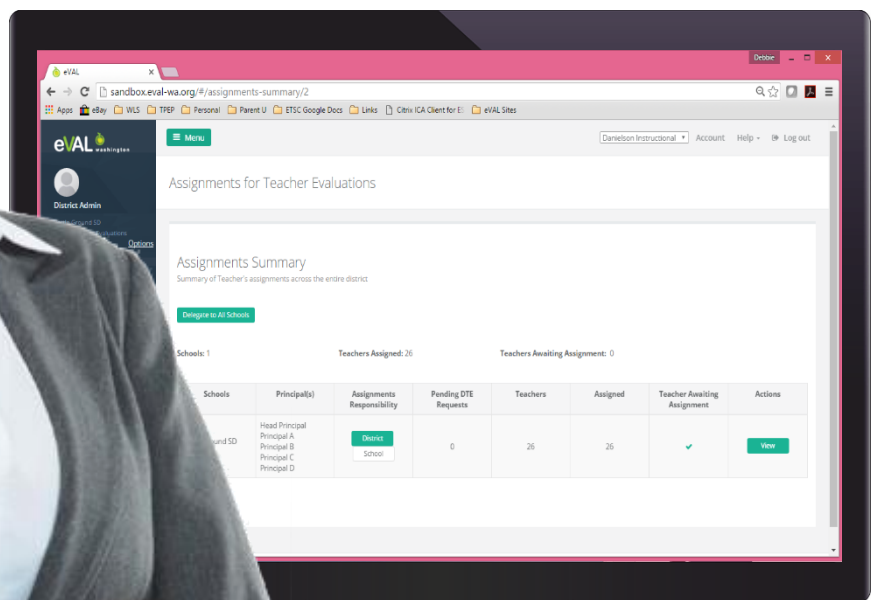 Debbie
eVAL
sandbox.eval-wa.org/#/assignments-summary/2
Apps eBay WLS TPEP Personal Parent U ETSC Google Docs Links Citrix ICA Client for E eVAL Sites
eVAL washington
Menu
Danielson Instructional Account Help Log out
District Admin
Ground SD
Options
Assignments for Teacher Evaluations
Assignments Summary
Summary of Teacher's assignments across the entire district
Delegate to All Schools
Schools: 1 Teachers Assigned: 26 Teachers Awaiting Assignment: 0
Schools Principal(s) Assignments Responsibility Pending DTE Requests Teachers Assigned Teacher Awaiting Assignment Actions
und SD
Head Principal
Principal A
Principal B
Principal C
Principal D
District
School
0 26 26 View